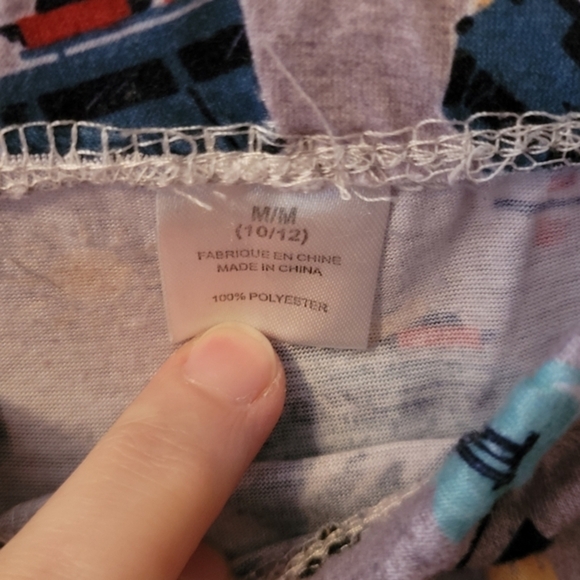 M/M
(10/12)
FABRIQUE EN CHINE
MADE IN CHINA
100% POLYESTER